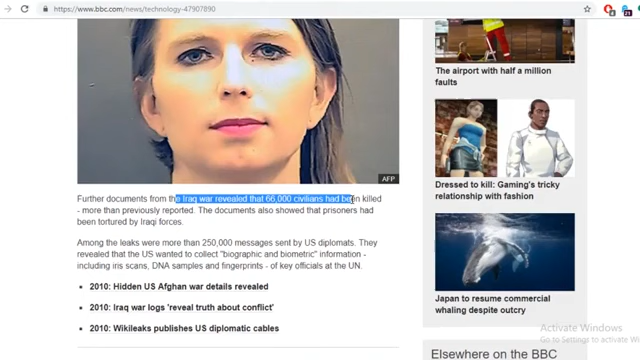 https://www.bbc.com/news/technology-47907890
AFP
Further documents from the Iraq war revealed that 66,000 civilians had been killed
- more than previously reported. The documents also showed that prisoners had
been tortured by Iraqi forces.
Among the leaks were more than 250,000 messages sent by US diplomats. They
revealed that the US wanted to collect "biographic and biometric" information -
including iris scans, DNA samples and fingerprints - of key officials at the UN.
2010: Hidden US Afghan war details revealed
2010: Iraq war logs 'reveal truth about conflict'
2010: Wikileaks publishes US diplomatic cables
The airport with half a million
faults
Dressed to kill: Gaming's tricky
relationship with fashion
Japan to resume commercial
whaling despite outcry
Elsewhere on the BBC
Activate Windows
Go to Settings to activate Wi